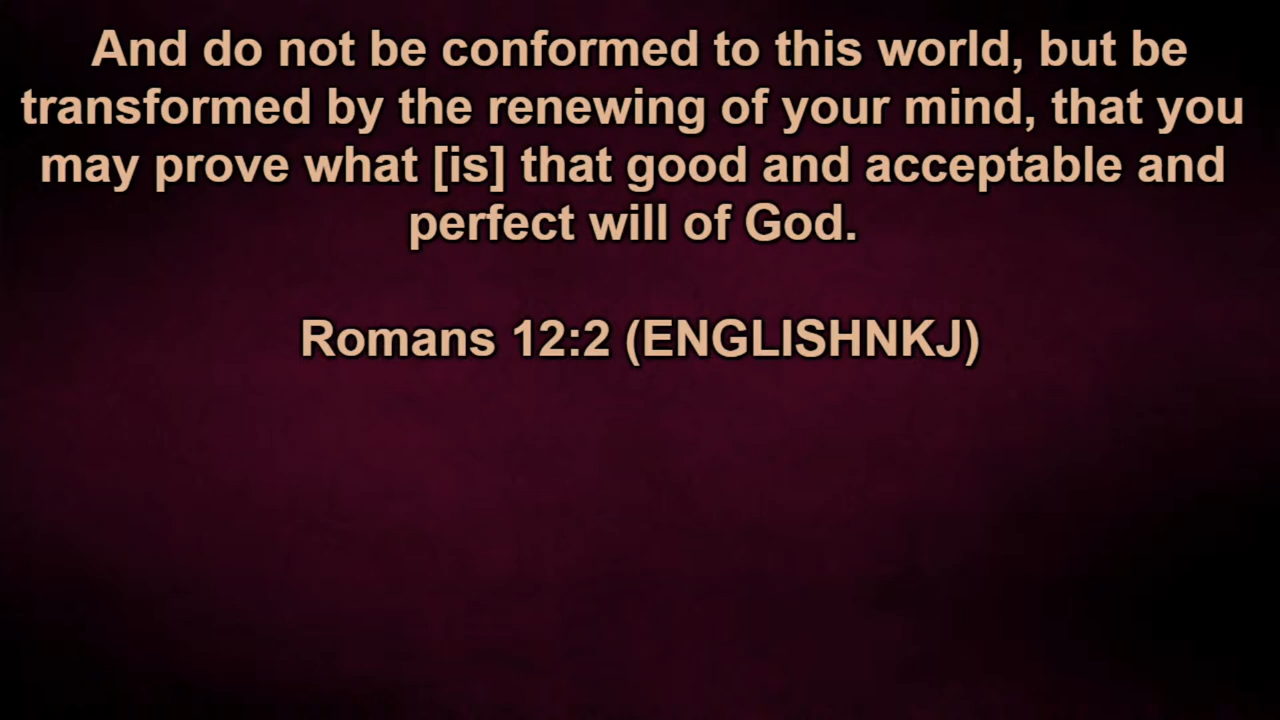 And do not be conformed to this world, but be
transformed by the renewing of your mind, that you
may prove what [is] that good and acceptable and
perfect will of God.
Romans 12:2 (ENGLISHNKJ)